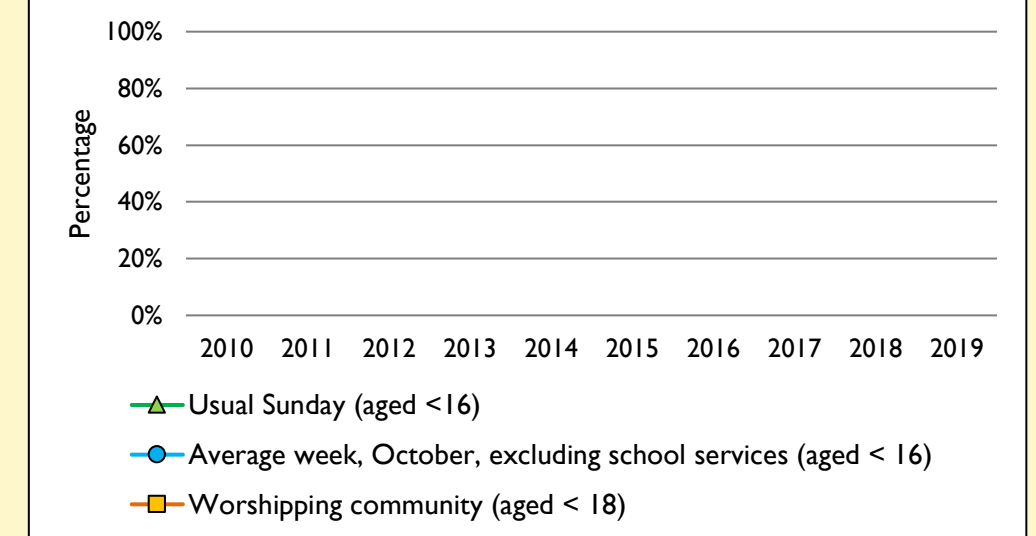 100%
80%
60%
40%
20%
0%
Percentage
2010 2011 2012 2013 2014 2015 2016 2017 2018 2019
Usual Sunday (aged <16)
Average week, October, excluding school services (aged < 16)
Worshipping community (aged < 18)